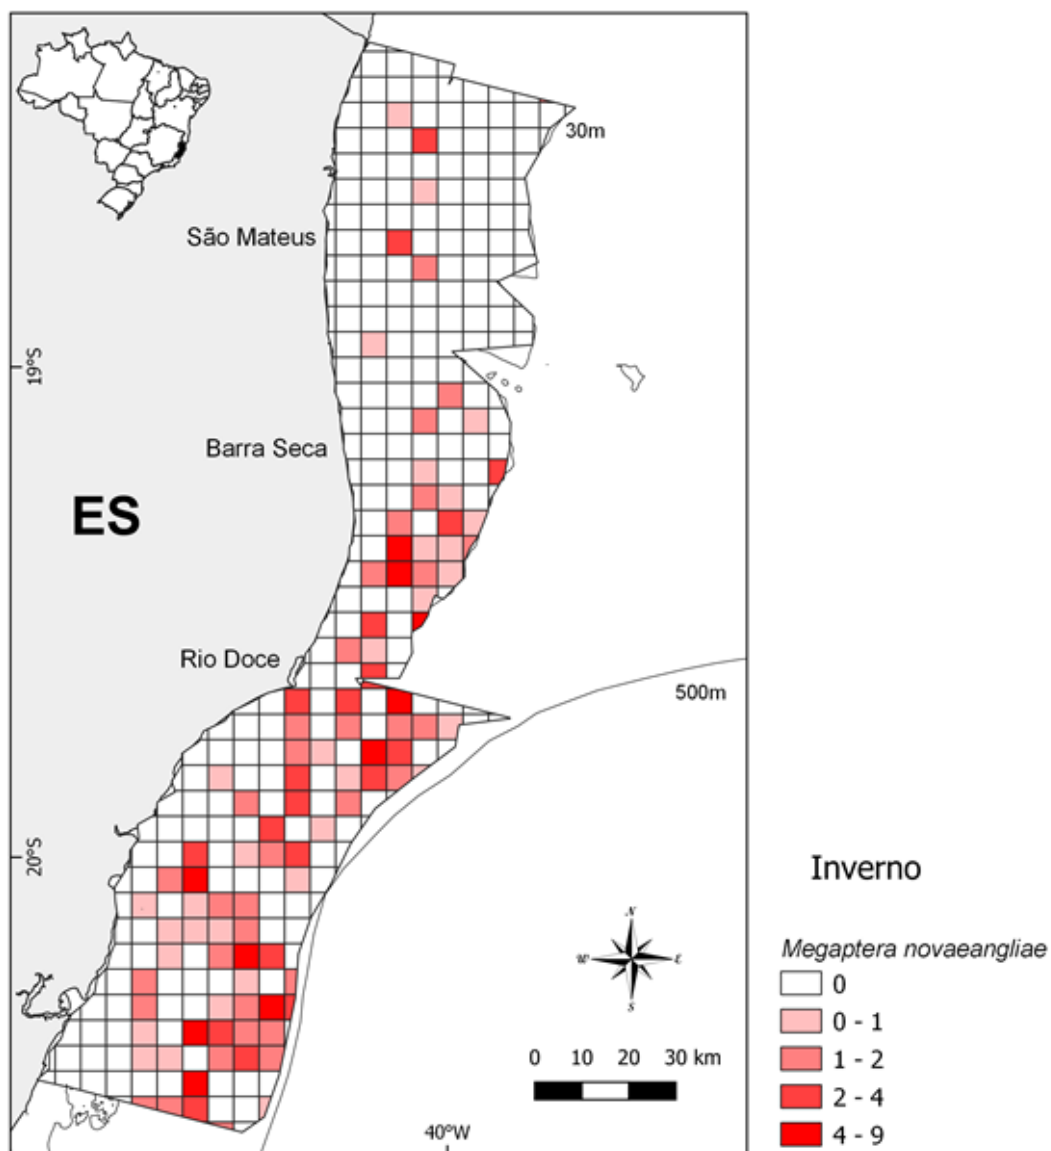 30m
São Mateus
19°S
Barra Seca
ES
Rio Doce
500m
20°S
Inverno
N
W E
S
Megaptera novaeangliae
0
0 - 1
1 - 2
2 - 4
4 - 9
0 10 20 30 km
40°W